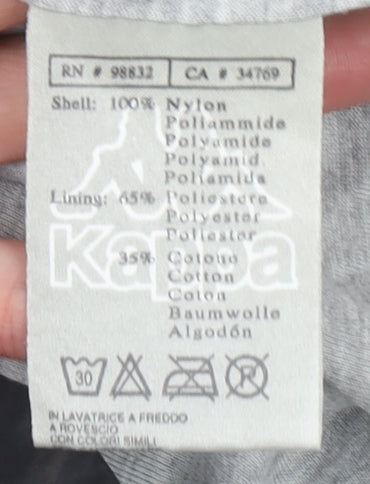 RN # 98832 CA # 34769
Shell: 100% Nylon
Poliammide
Polyamide
Polyamid
Poliamida
Lining: 65% Poliestere
Polyester
Poliester
Kappa
35% Cotone
Cotton
Coton
Baumwolle
Algodón
30 P
IN LAVATRICE A FREDDO
A ROVESCIO
CON COLORI SIMILI